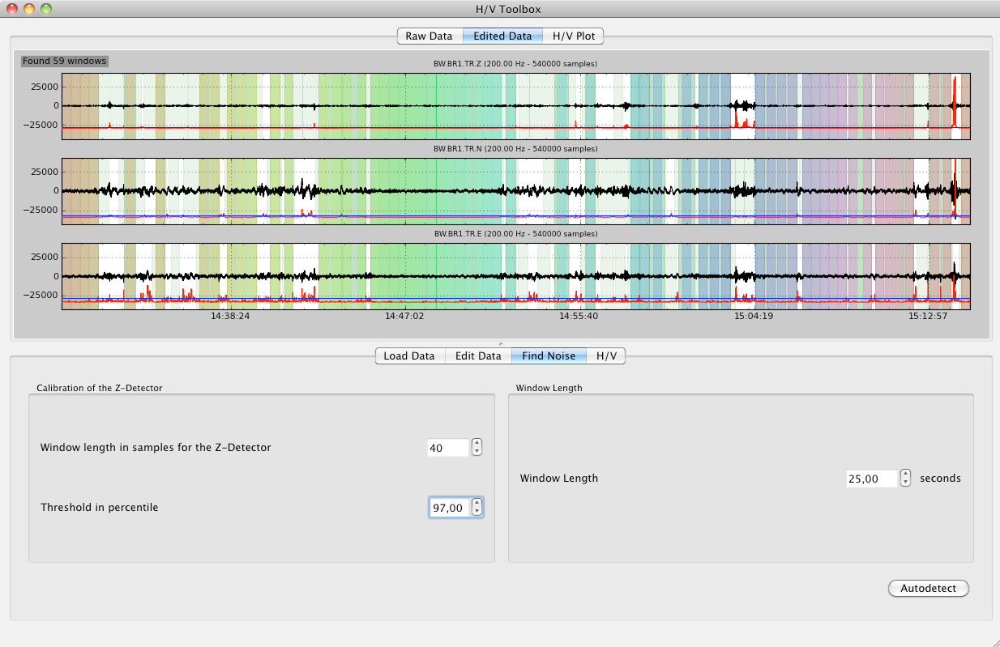 H/V Toolbox
Raw Data Edited Data H/V Plot
Found 59 windows
BW.BR1.TR.Z (200.00 Hz - 540000 samples)
25000
0
−25000
BW.BR1.TR.N (200.00 Hz - 540000 samples)
25000
0
−25000
BW.BR1.TR.E (200.00 Hz - 540000 samples)
25000
0
−25000
14:38:24 14:47:02 14:55:40 15:04:19 15:12:57
Load Data Edit Data Find Noise H/V
Calibration of the Z-Detector
Window length in samples for the Z-Detector 40
Threshold in percentile 97,00
Window Length
Window Length 25,00 seconds
Autodetect